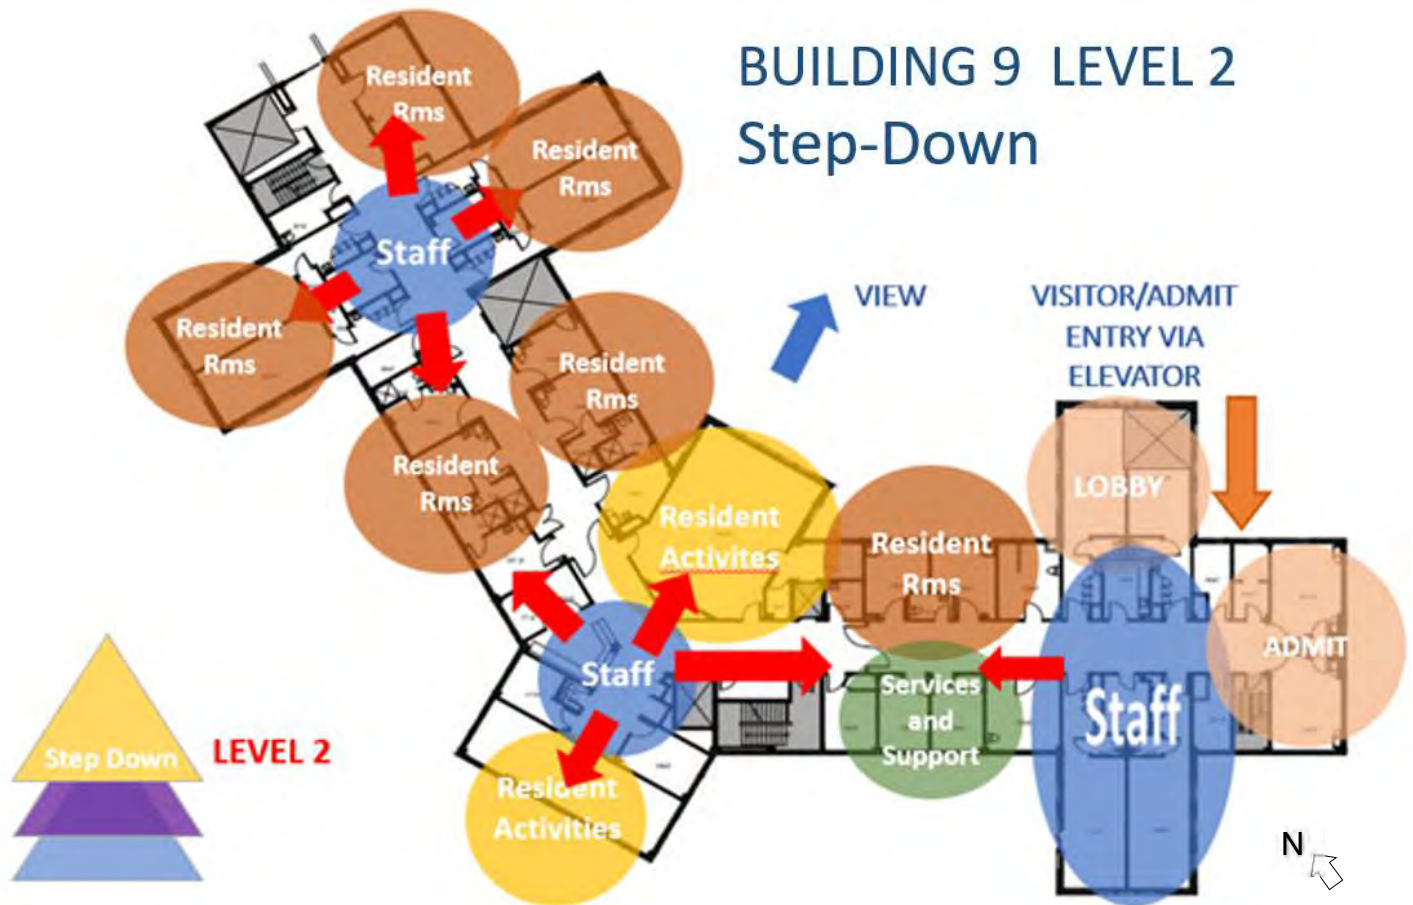 BUILDING 9 LEVEL 2
Step-Down
Resident
Rms
Resident
Rms
Staff
Resident
Rms
Resident
Rms
Resident
Rms
VIEW
VISITOR/ADMIT
ENTRY VIA
ELEVATOR
LOBBY
Resident
Activites
Resident
Rms
ADMIT
Staff
Services
and
Support
Staff
Resident
Activities
Step Down
LEVEL 2
N